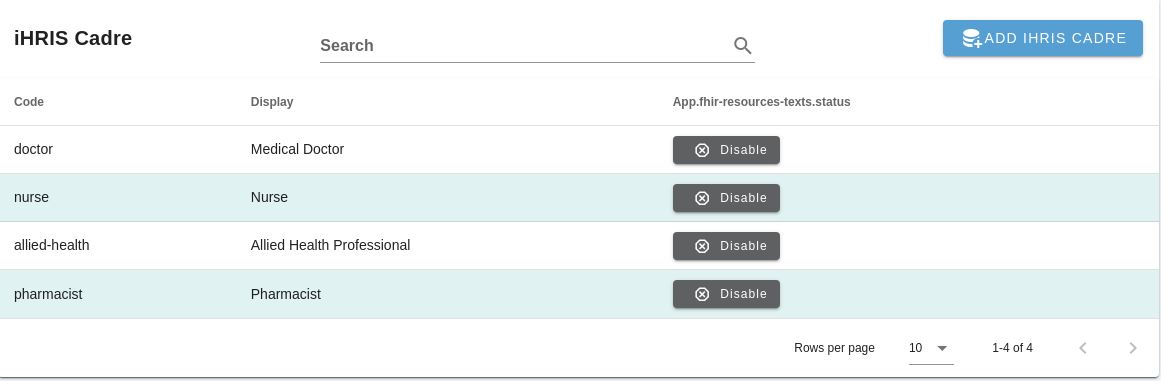 iHRIS Cadre
Search
ADD IHRIS CADRE
Code Display App.fhir-resources-texts.status
doctor Medical Doctor Disable
nurse Nurse Disable
allied-health Allied Health Professional Disable
pharmacist Pharmacist Disable
Rows per page 10 1-4 of 4